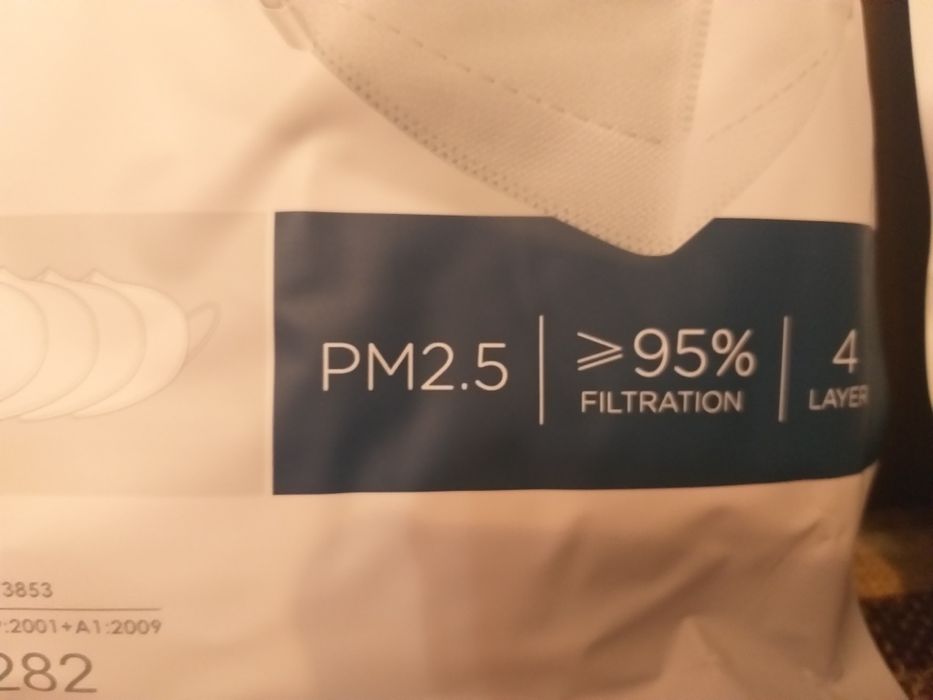 PM2.5
⩾95%
FILTRATION
4
LAYER
3853
:2001+A1:2009
282